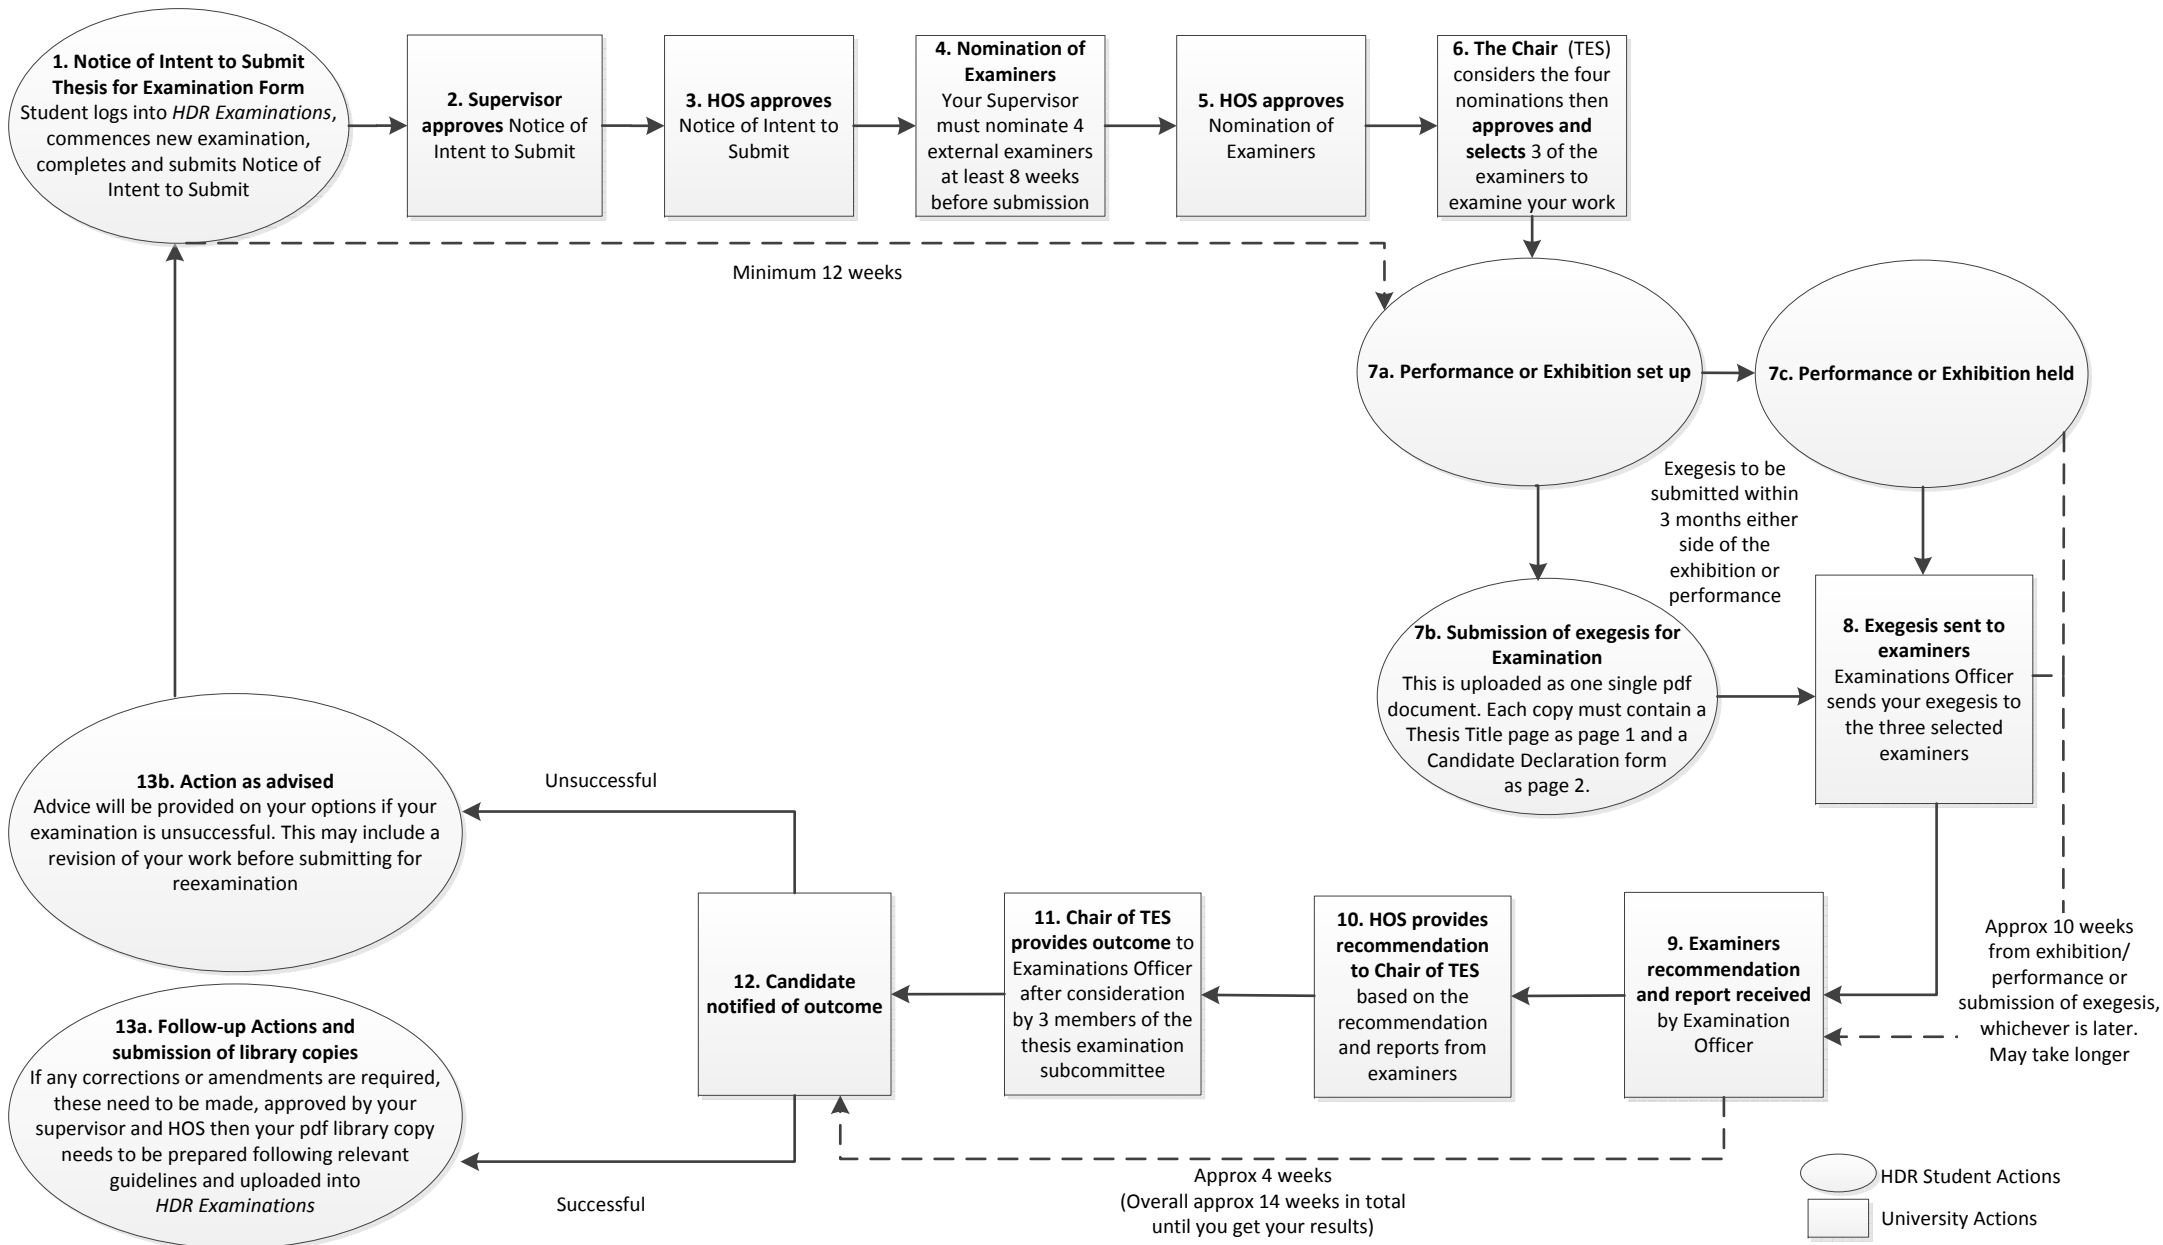 1. Notice of Intent to Submit
Thesis for Examination Form
Student logs into HDR Examinations,
commences new examination,
completes and submits Notice of
Intent to Submit
2. Supervisor
approves Notice of
Intent to Submit
3. HOS approves
Notice of Intent to
Submit
4. Nomination of
Examiners
Your Supervisor
must nominate 4
external examiners
at least 8 weeks
before submission
5. HOS approves
Nomination of
Examiners
6. The Chair (TES)
considers the four
nominations then
approves and
selects 3 of the
examiners to
examine your work
Minimum 12 weeks
7a. Performance or Exhibition set up
7c. Performance or Exhibition held
Exegesis to be
submitted within
3 months either
side of the
exhibition or
performance
7b. Submission of exegesis for
Examination
This is uploaded as one single pdf
document. Each copy must contain a
Thesis Title page as page 1 and a
Candidate Declaration form
as page 2.
8. Exegesis sent to
examiners
Examinations Officer
sends your exegesis to
the three selected
examiners
Approx 10 weeks
from exhibition/
performance or
submission of exegesis,
whichever is later.
May take longer
9. Examiners
recommendation
and report received
by Examination
Officer
10. HOS provides
recommendation
to Chair of TES
based on the
recommendation
and reports from
examiners
11. Chair of TES
provides outcome to
Examinations Officer
after consideration
by 3 members of the
thesis examination
subcommittee
12. Candidate
notified of outcome
Approx 4 weeks
(Overall approx 14 weeks in total
until you get your results)
Unsuccessful
13b. Action as advised
Advice will be provided on your options if your
examination is unsuccessful. This may include a
revision of your work before submitting for
reexamination
Successful
13a. Follow-up Actions and
submission of library copies
If any corrections or amendments are required,
these need to be made, approved by your
supervisor and HOS then your pdf library copy
needs to be prepared following relevant
guidelines and uploaded into
HDR Examinations
HDR Student Actions
University Actions